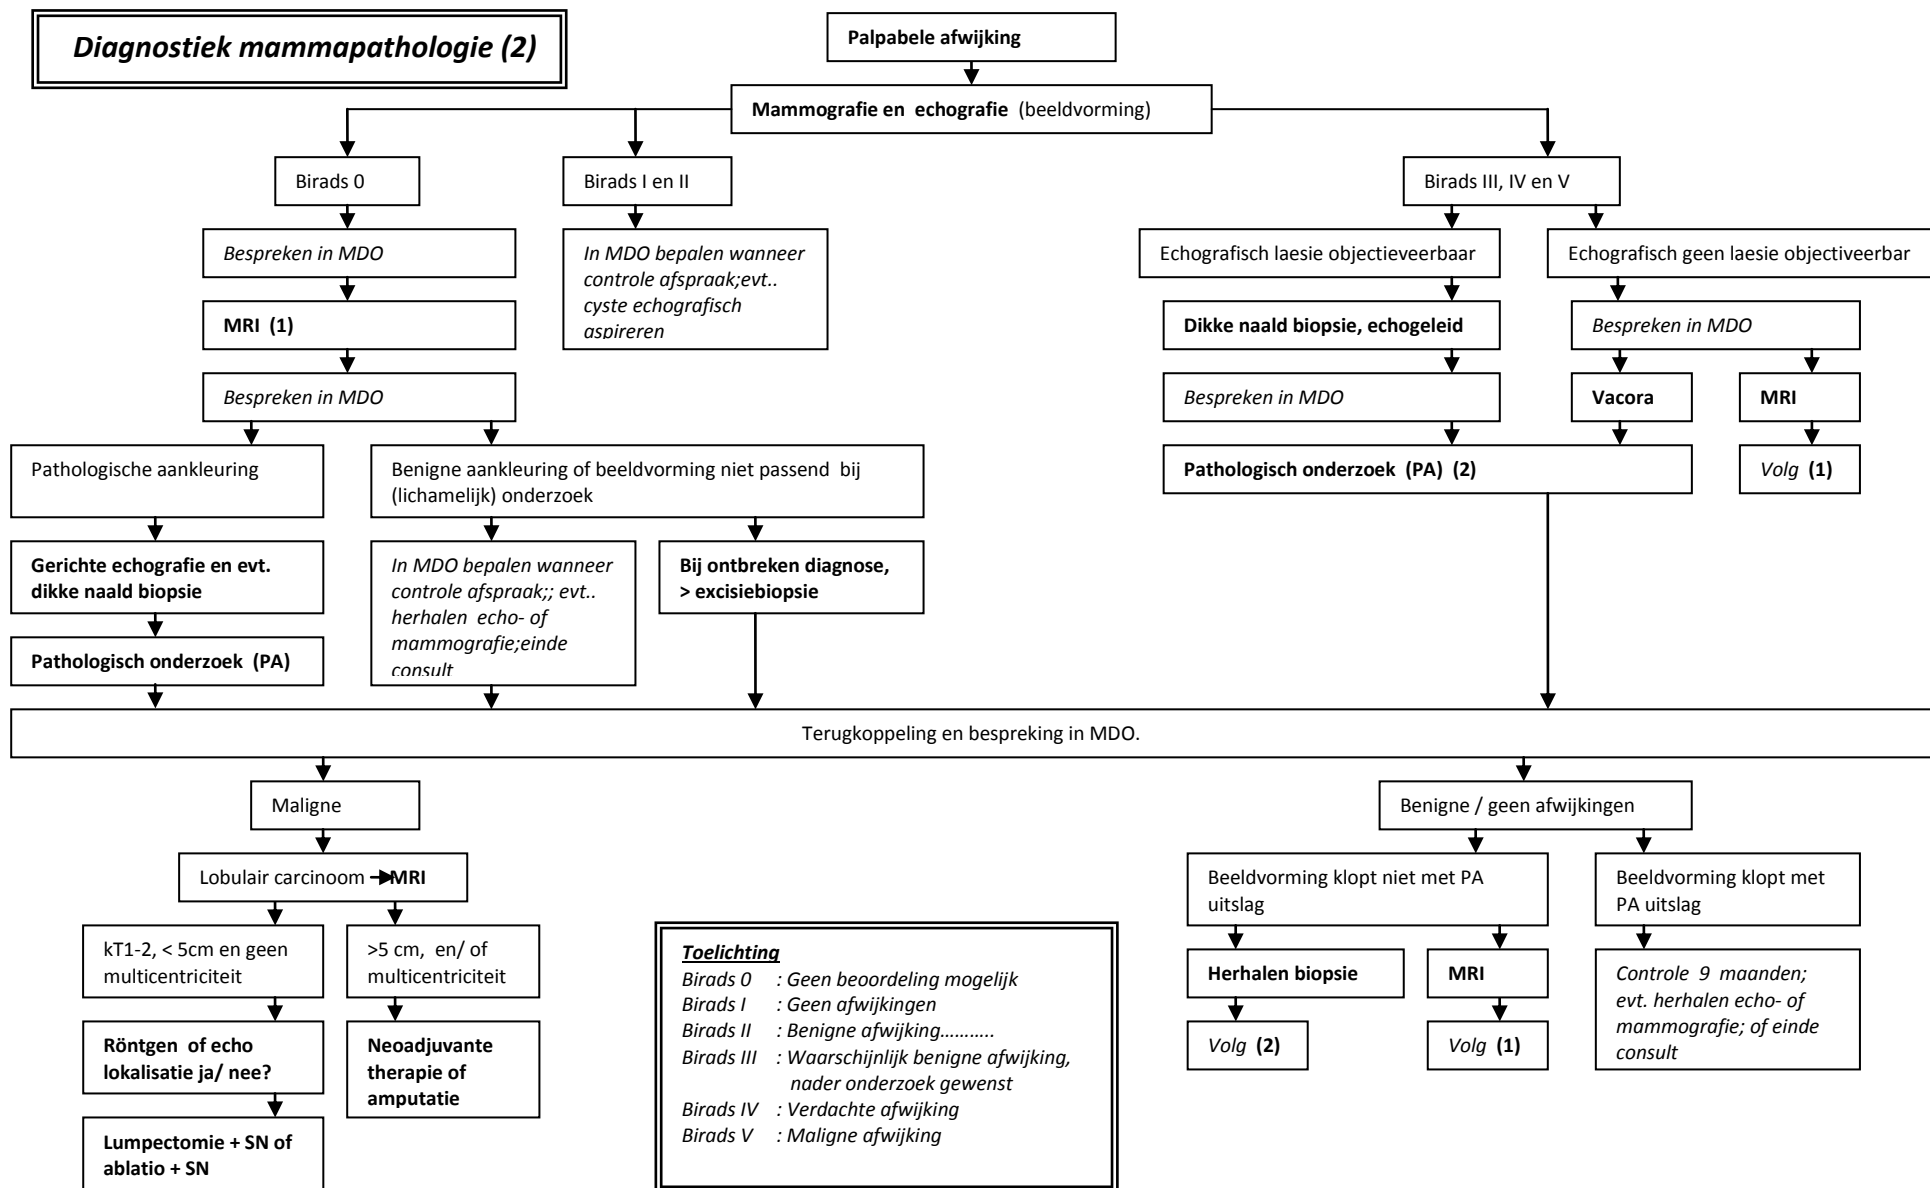 Diagnostiek mammapathologie (2)
Palpabele afwijking
Mammografie en echografie (beeldvorming)
Birads 0
Birads I en II
Birads III, IV en V
Bespreken in MDO
In MDO bepalen wanneer
controle afspraak;evt..
cyste echografisch
aspireren
Echografisch laesie objectieveerbaar
Echografisch geen laesie objectiveerbar
MRI (1)
Dikke naald biopsie, echogeleid
Bespreken in MDO
Bespreken in MDO
Bespreken in MDO
Vacora
MRI
Pathologische aankleuring
Benigne aankleuring of beeldvorming niet passend bij
(lichamelijk) onderzoek
Pathologisch onderzoek (PA) (2)
Volg (1)
Gerichte echografie en evt.
dikke naald biopsie
In MDO bepalen wanneer
controle afspraak;; evt..
herhalen echo- of
mammografie;einde
consult
Bij ontbreken diagnose,
> excisiebiopsie
Pathologisch onderzoek (PA)
Terugkoppeling en bespreking in MDO.
Maligne
Benigne / geen afwijkingen
Lobulair carcinoom MRI
Beeldvorming klopt niet met PA
uitslag
Beeldvorming klopt met
PA uitslag
kT1-2, < 5cm en geen
multicentriciteit
>5 cm, en/ of
multicentriciteit
Herhalen biopsie
MRI
Controle 9 maanden;
evt. herhalen echo- of
mammografie; of einde
consult
Röntgen of echo
lokalisatie ja/ nee?
Neoadjuvante
therapie of
amputatie
Volg (2)
Volg (1)
Lumpectomie + SN of
ablatio + SN
Toelichting
Birads 0 : Geen beoordeling mogelijk
Birads I : Geen afwijkingen
Birads II : Benigne afwijking...........
Birads III : Waarschijnlijk benigne afwijking,
nader onderzoek gewenst
Birads IV : Verdachte afwijking
Birads V : Maligne afwijking